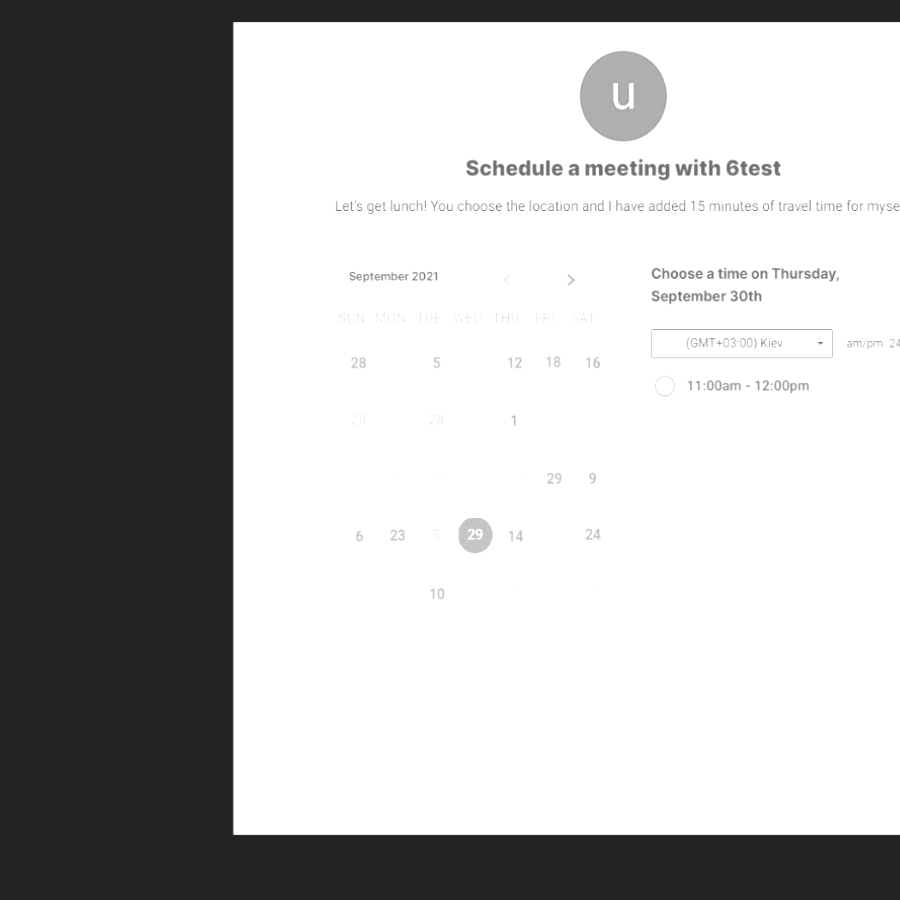 u
Schedule a meeting with 6test
Let's get lunch! You choose the location and I have added 15 minutes of travel time for myse
September 2021
SUN MON TUE WED THU FRI SAT
28 5 12 18 16
28 28 1
29 9
6 23 5 29 14 24
10
Choose a time on Thursday,
September 30th
(GMT+03:00) Kiev am/pm 24
11:00am - 12:00pm